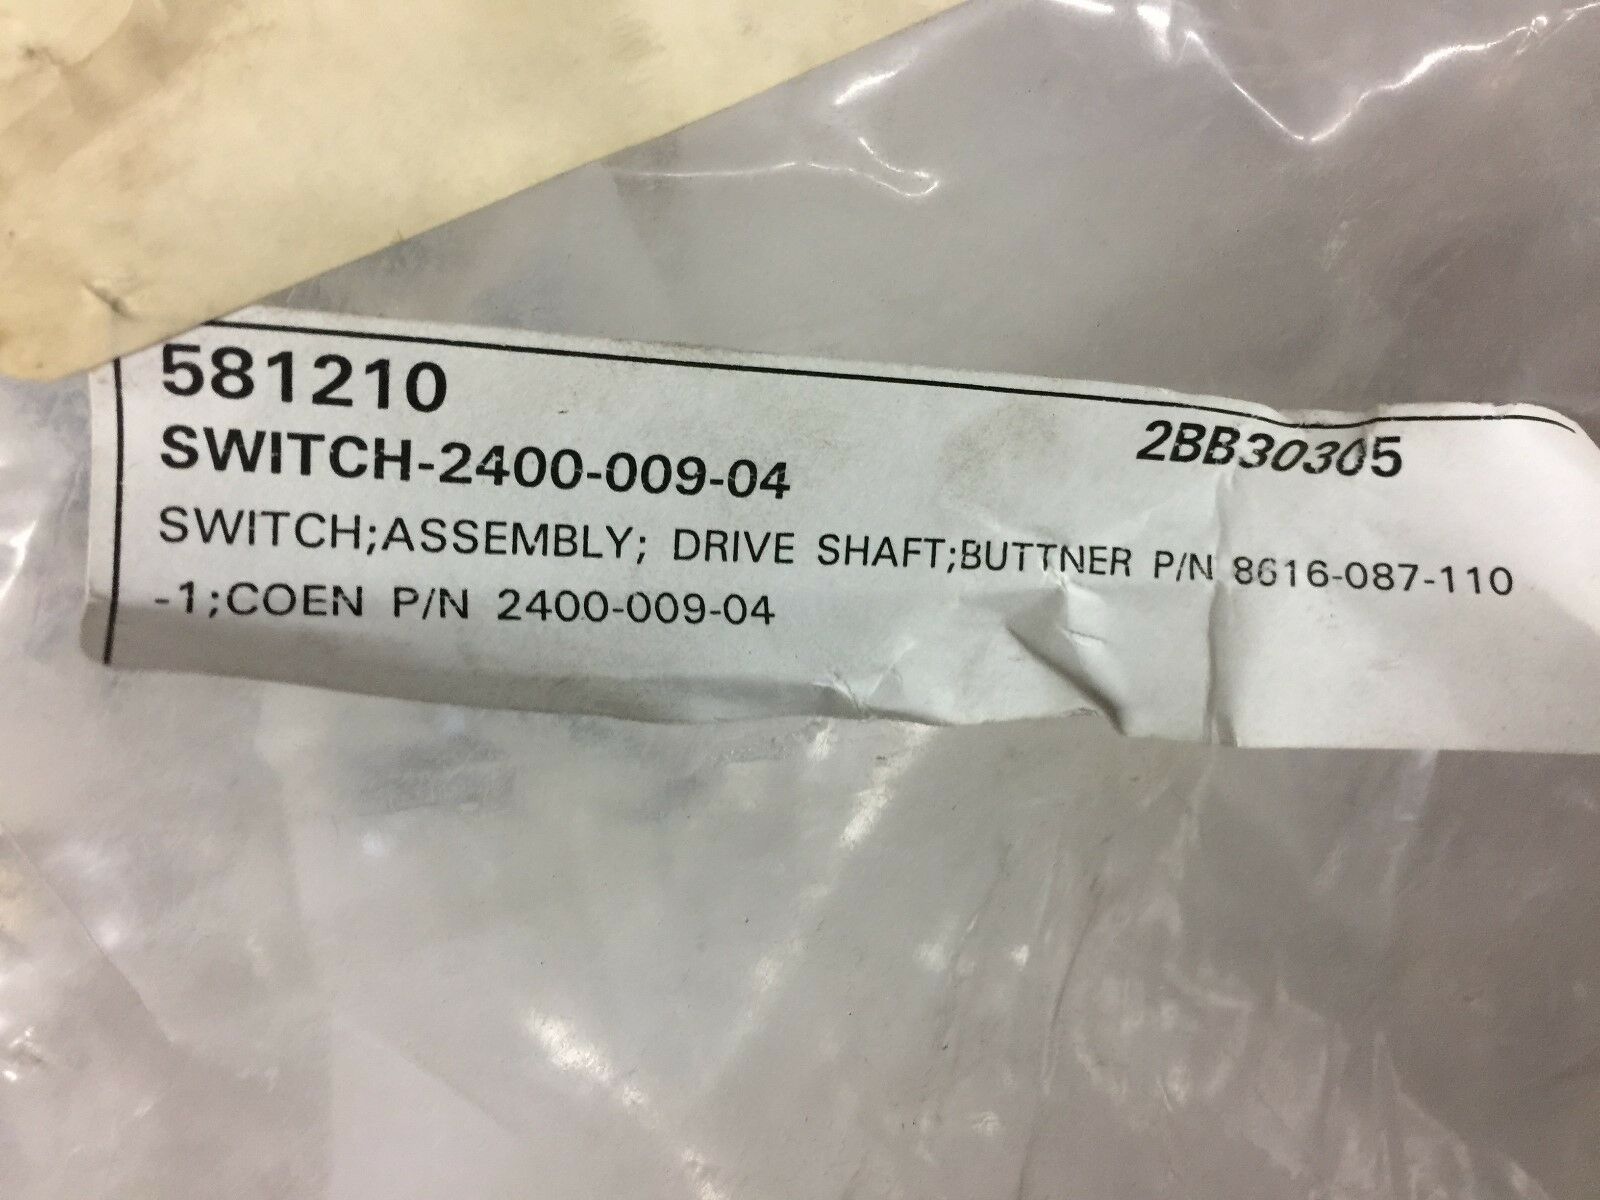 581210
2BB30305
SWITCH-2400-009-04
SWITCH;ASSEMBLY; DRIVE SHAFT;BUTTNER P/N 8616-087-110
-1;COEN P/N 2400-009-04